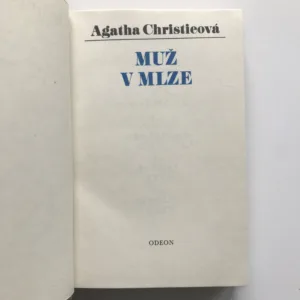 Agatha Christieová
MUŽ
V MLZE
ODEON